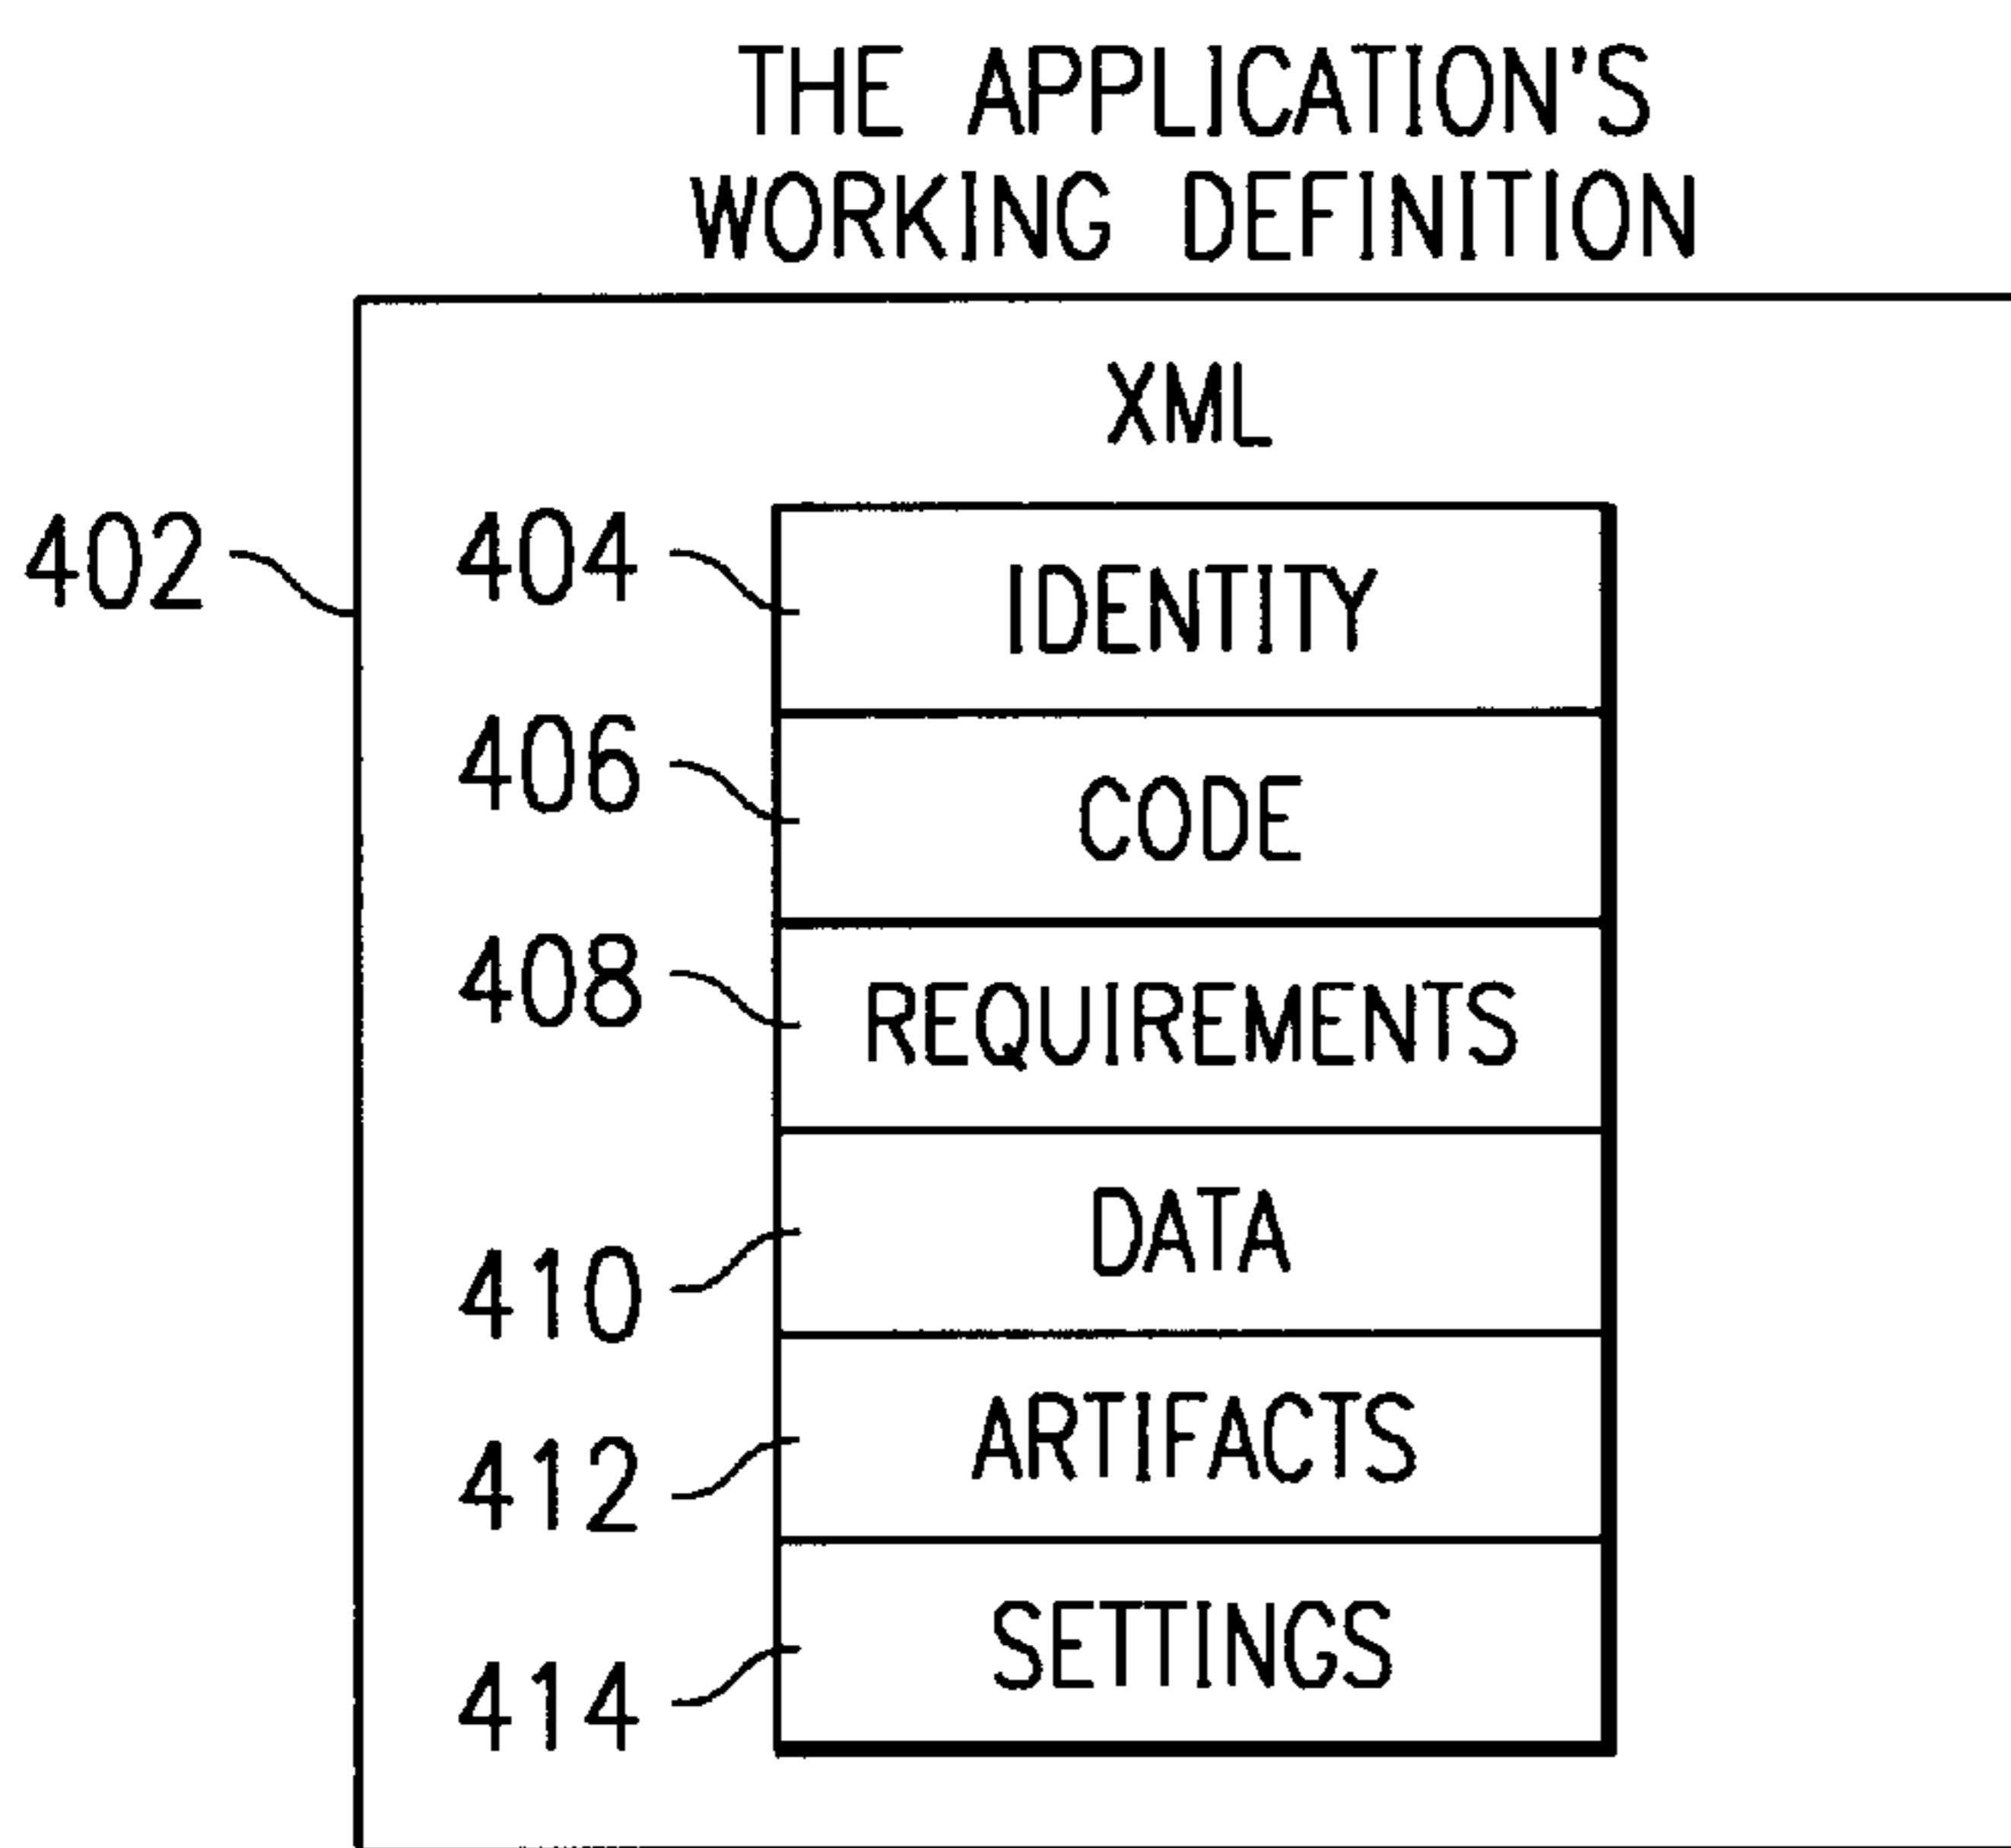 THE APPLICATION'S
WORKING DEFINITION
XML
402
404 IDENTITY
406 CODE
408 REQUIREMENTS
410 DATA
412 ARTIFACTS
414 SETTINGS